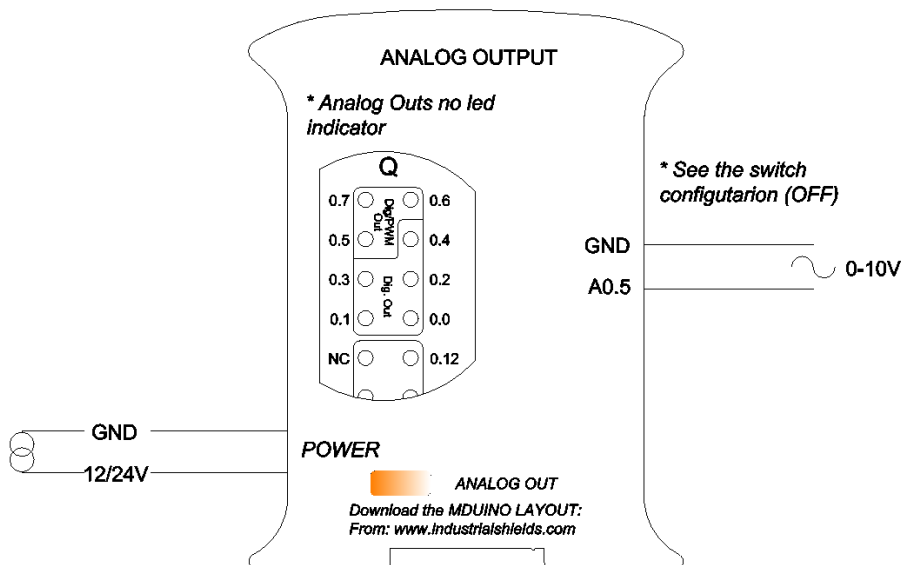 ANALOG OUTPUT
* Analog Outs no led
indicator
Q
0.7
0.6
Dig/PWM
Out
0.5
0.4
0.3
0.2
Dig. Out
0.1
0.0
NC
0.12
* See the switch
configutarion (OFF)
GND
A0.5
0-10V
GND
12/24V
POWER
ANALOG OUT
Download the MDUINO LAYOUT:
From: www.industrialshields.com